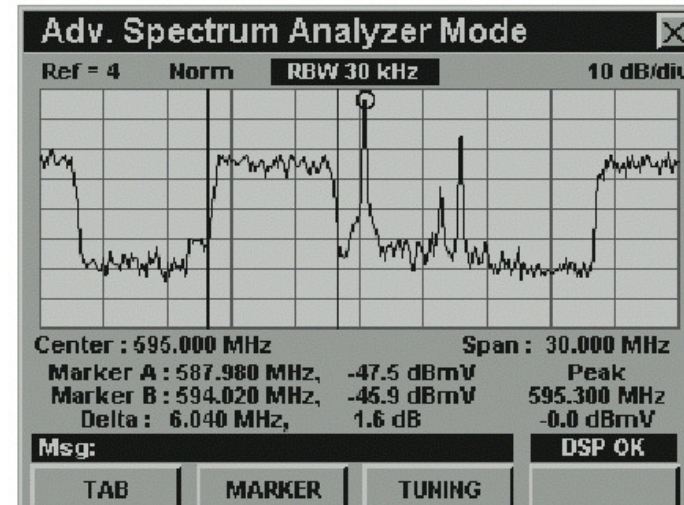 Adv. Spectrum Analyzer Mode
Ref = 4 Norm RBW 30 kHz 10 dB/div
Center : 595.000 MHz Span : 30.000 MHz
Marker A : 587.980 MHz, -47.5 dBmV Peak
Marker B : 594.020 MHz, -45.9 dBmV 595.300 MHz
Delta : 6.040 MHz, 1.6 dB -0.0 dBmV
Msg: DSP OK
TAB MARKER TUNING